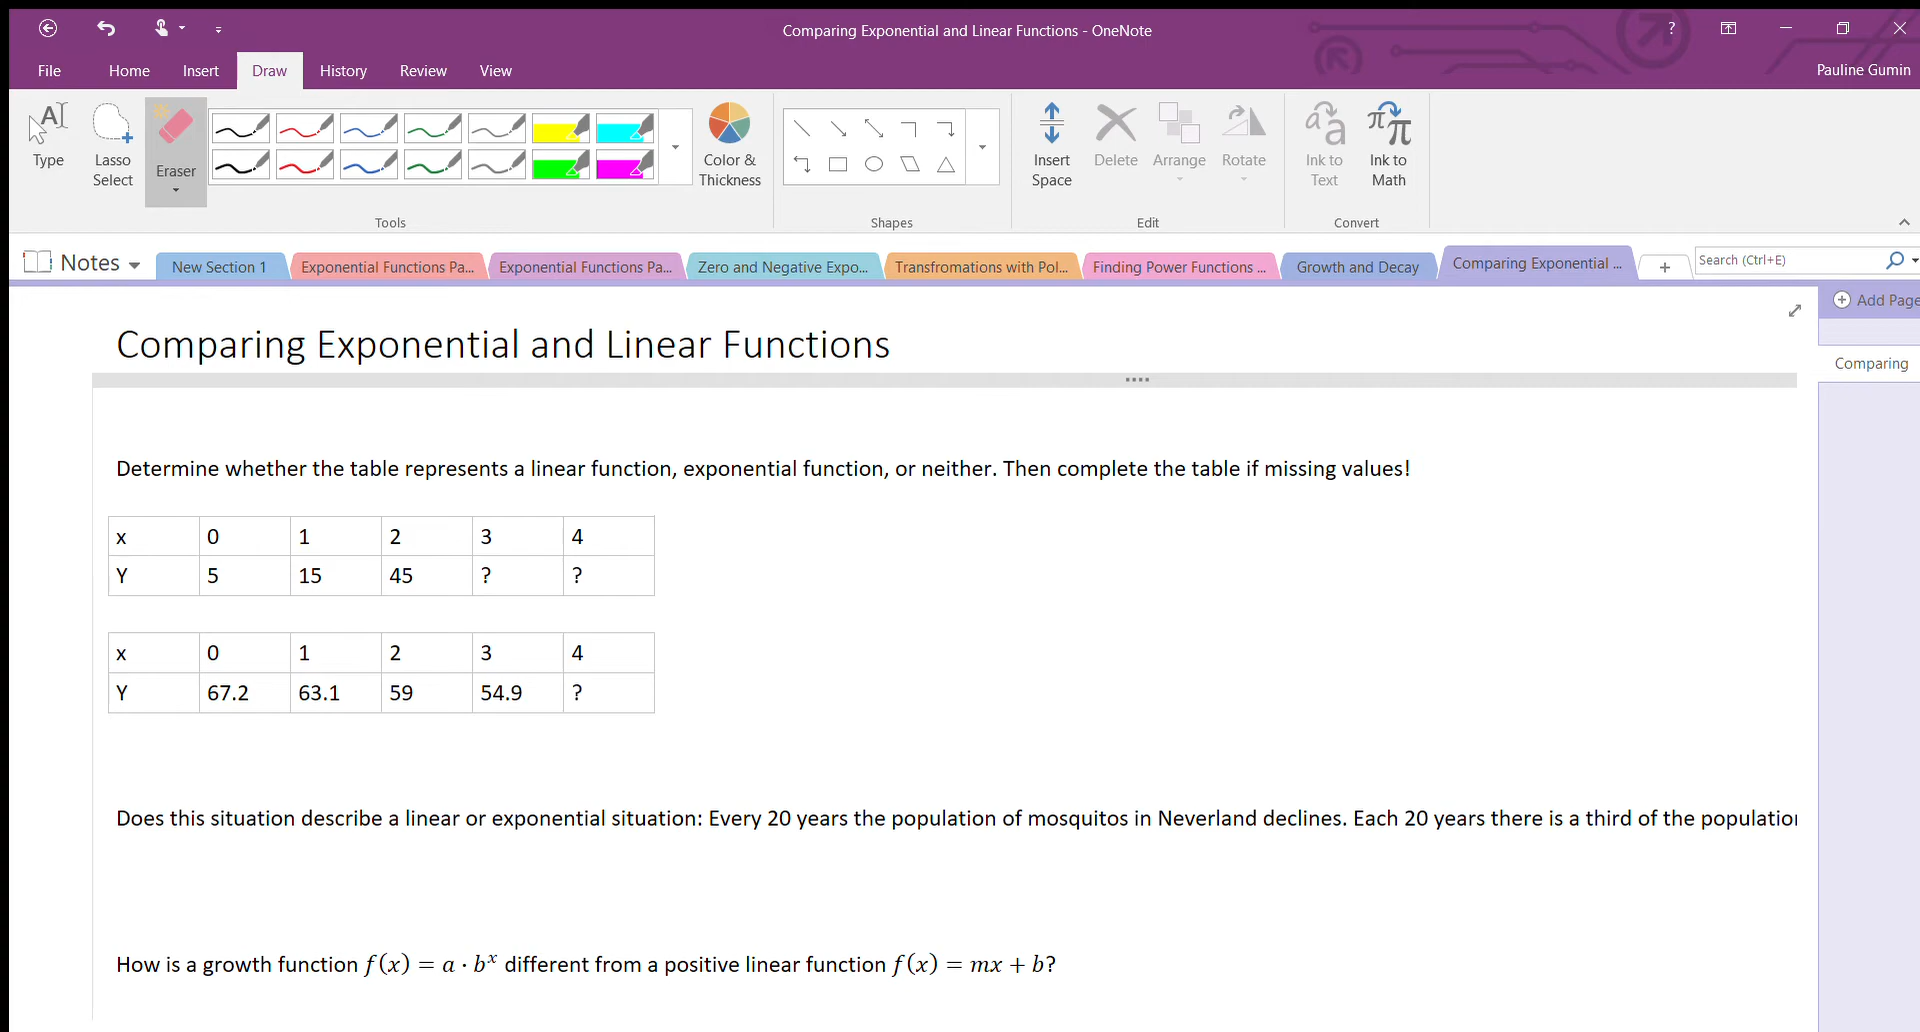 Comparing Exponential and Linear Functions - OneNote
?
File Home Insert Draw History Review View Pauline Gumin
Type
Lasso Select
Eraser
Color & Thickness
Insert Space
Delete
Arrange
Rotate
Ink to Text
Ink to Math
Tools Shapes Edit Convert
Notes New Section 1 Exponential Functions Pa... Exponential Functions Pa... Zero and Negative Expo... Transfromations with Pol... Finding Power Functions ... Growth and Decay Comparing Exponential ... + Search (Ctrl+E)
Add Page
Comparing
Comparing Exponential and Linear Functions
Determine whether the table represents a linear function, exponential function, or neither. Then complete the table if missing values!
x 0 1 2 3 4
Y 5 15 45 ? ?
x 0 1 2 3 4
Y 67.2 63.1 59 54.9 ?
Does this situation describe a linear or exponential situation: Every 20 years the population of mosquitos in Neverland declines. Each 20 years there is a third of the population
How is a growth function f(x) = a · bˣ different from a positive linear function f(x) = mx + b?